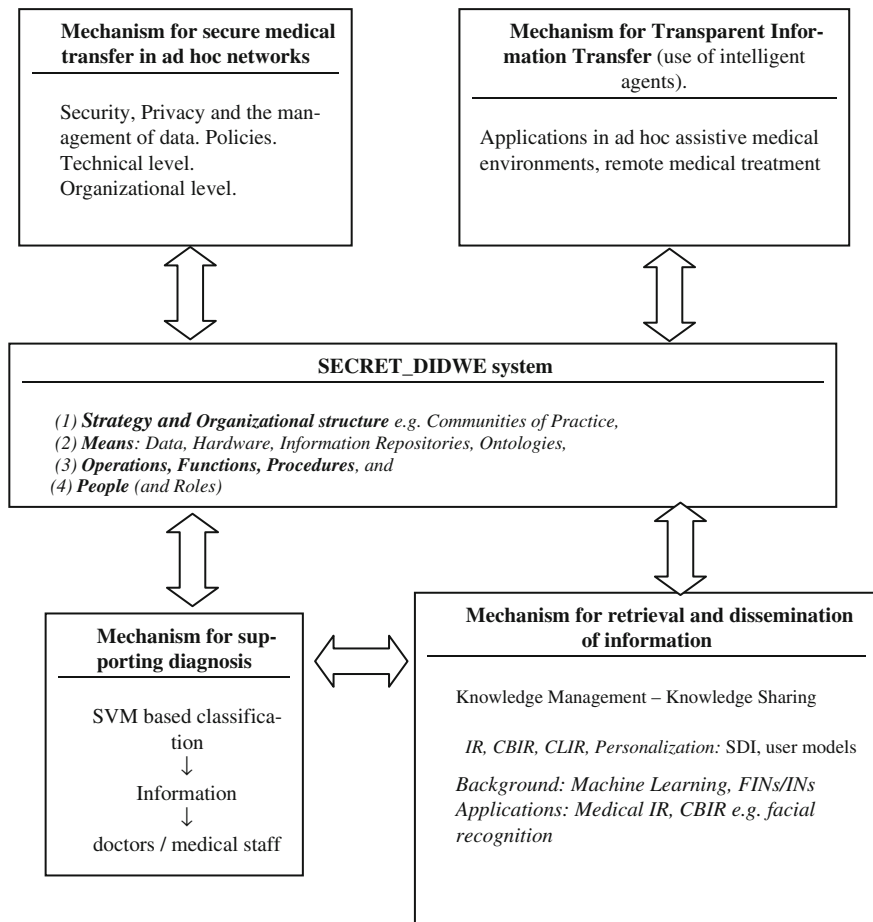 Mechanism for secure medical
transfer in ad hoc networks
Security, Privacy and the man-
agement of data. Policies.
Technical level.
Organizational level.
Mechanism for Transparent Infor-
mation Transfer (use of intelligent
agents).
Applications in ad hoc assistive medical
environments, remote medical treatment
SECRET_DIDWE system
(1) Strategy and Organizational structure e.g. Communities of Practice,
(2) Means: Data, Hardware, Information Repositories, Ontologies,
(3) Operations, Functions, Procedures, and
(4) People (and Roles)
Mechanism for sup-
porting diagnosis
SVM based classifica-
tion
↓
Information
↓
doctors / medical staff
Mechanism for retrieval and dissemination
of information
Knowledge Management – Knowledge Sharing
IR, CBIR, CLIR, Personalization: SDI, user models
Background: Machine Learning, FINs/INs
Applications: Medical IR, CBIR e.g. facial
recognition